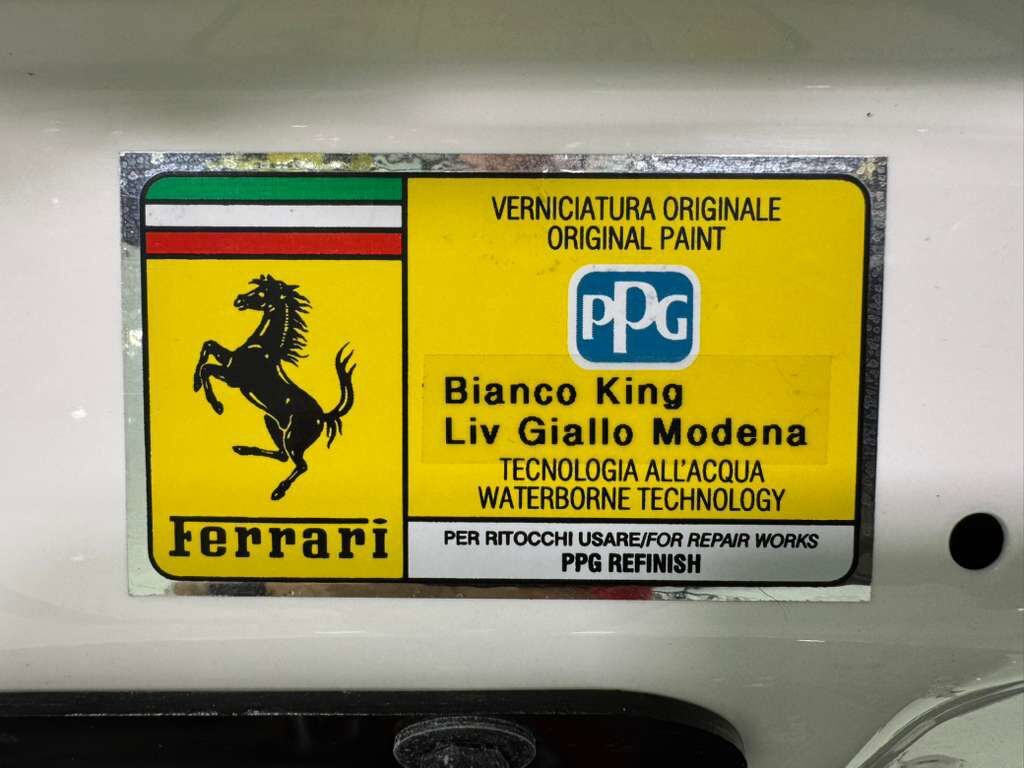 VERNICIATURA ORIGINALE
ORIGINAL PAINT
PPG
Bianco King
Liv Giallo Modena
TECNOLOGIA ALL'ACQUA
WATERBORNE TECHNOLOGY
Ferrari
PER RITOCCHI USARE/FOR REPAIR WORKS
PPG REFINISH